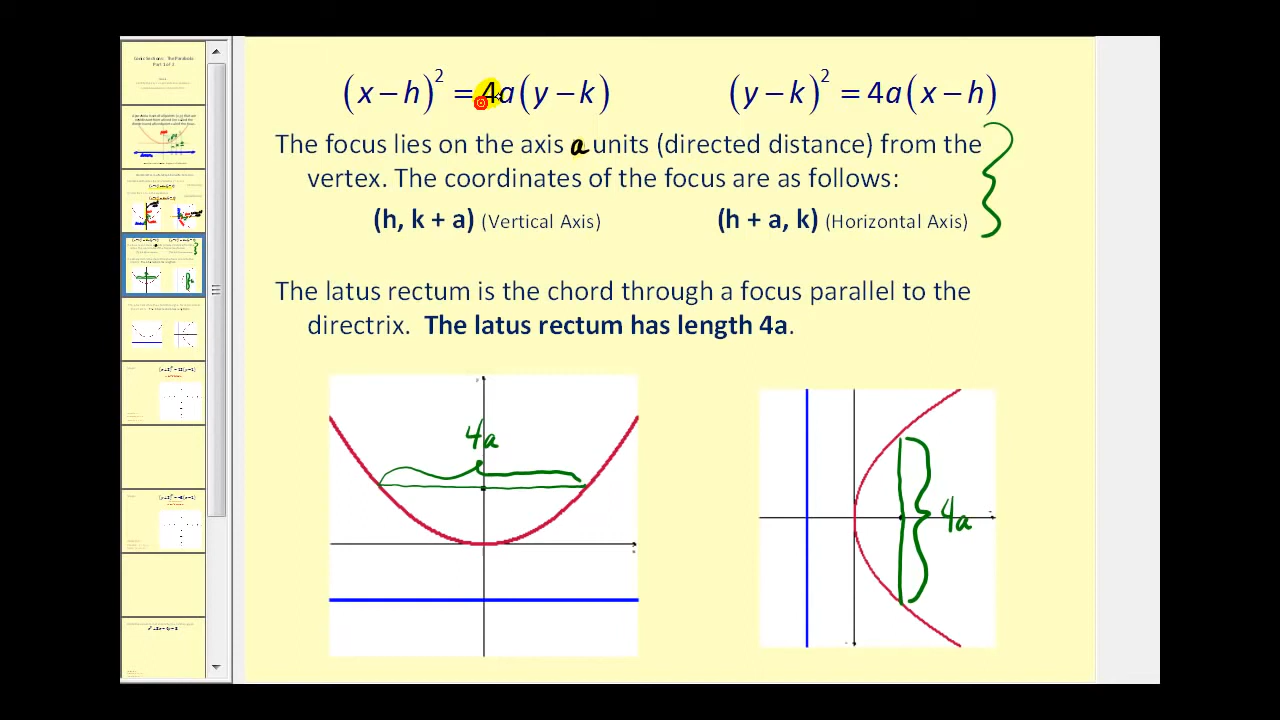 (x − h)² = 4a(y − k)
(y − k)² = 4a(x − h)
The focus lies on the axis a units (directed distance) from the
vertex. The coordinates of the focus are as follows:
(h, k + a) (Vertical Axis)
(h + a, k) (Horizontal Axis)
The latus rectum is the chord through a focus parallel to the
directrix. The latus rectum has length 4a.
4a
4a